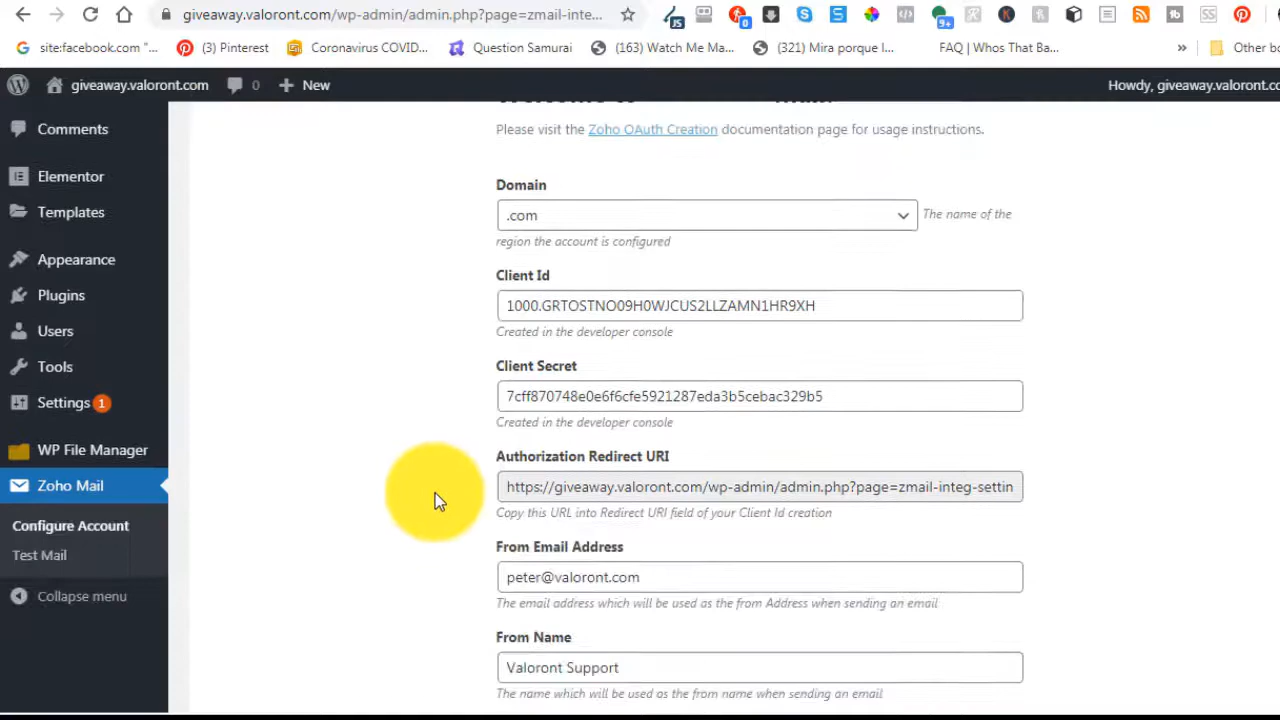 giveaway.valoront.com/wp-admin/admin.php?page=zmail-inte...
site:facebook.com "...
(3) Pinterest
Coronavirus COVID...
Question Samurai
(163) Watch Me Ma...
(321) Mira porque l...
FAQ | Whos That Ba...
»
Other bo
giveaway.valoront.com
0
+ New
Howdy, giveaway.valoront.co
Please visit the Zoho OAuth Creation documentation page for usage instructions.
Comments
Elementor
Templates
Appearance
Plugins
Users
Tools
Settings 1
WP File Manager
Zoho Mail
Configure Account
Test Mail
Collapse menu
Domain
.com
The name of the
region the account is configured
Client Id
1000.GRTOSTNO09H0WJCUS2LLZAMN1HR9XH
Created in the developer console
Client Secret
7cff870748e0e6f6cfe5921287eda3b5cebac329b5
Created in the developer console
Authorization Redirect URI
https://giveaway.valoront.com/wp-admin/admin.php?page=zmail-integ-settin
Copy this URL into Redirect URI field of your Client Id creation
From Email Address
peter@valoront.com
The email address which will be used as the from Address when sending an email
From Name
Valoront Support
The name which will be used as the from name when sending an email